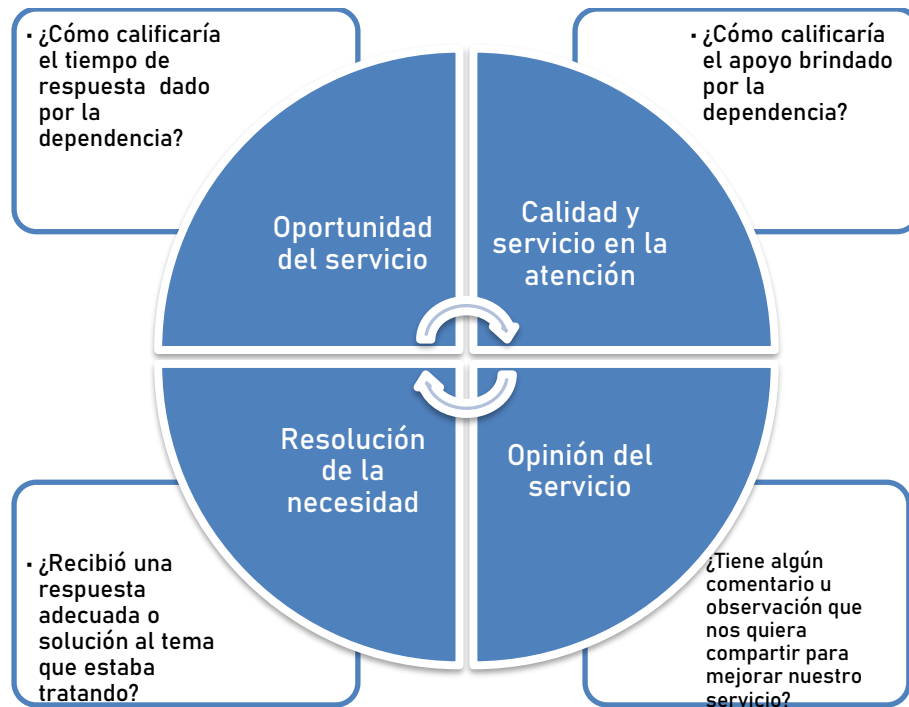 · ¿Cómo calificaría
el tiempo de
respuesta dado
por la
dependencia?
· ¿Cómo calificaría
el apoyo brindado
por la
dependencia?
Oportunidad
del servicio
Calidad y
servicio en la
atención
Resolución
de la
necesidad
Opinión del
servicio
· ¿Recibió una
respuesta
adecuada o
solución al tema
que estaba
tratando?
¿Tiene algún
comentario u
observación que
nos quiera
compartir para
mejorar nuestro
servicio?